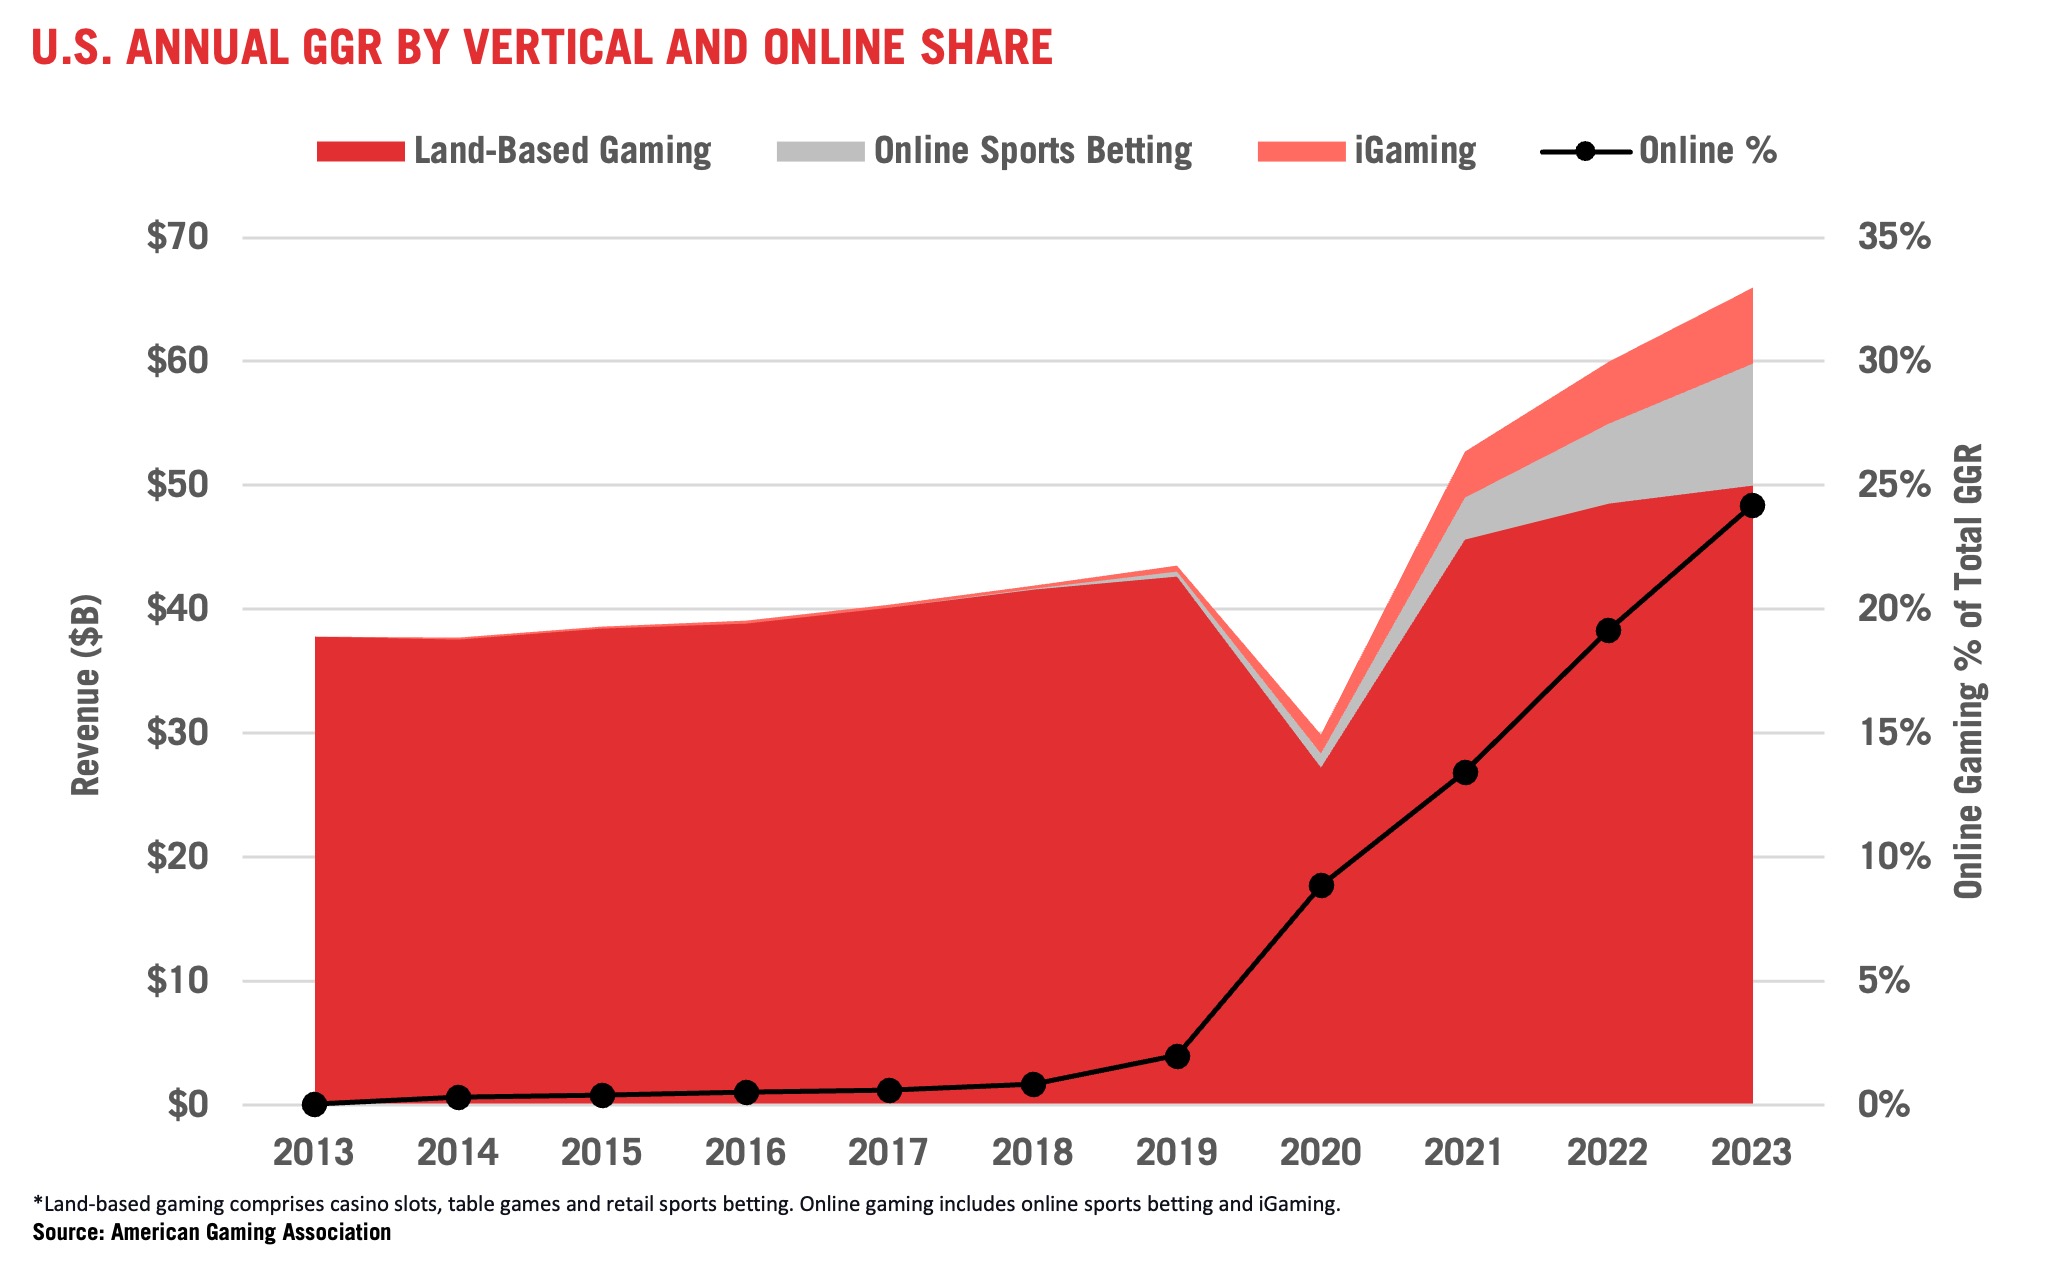 U.S. ANNUAL GGR BY VERTICAL AND ONLINE SHARE
Land-Based Gaming Online Sports Betting iGaming Online %
$70 35%
$60 30%
$50 25%
$40 20%
$30 15%
$20 10%
$10 5%
$0 0%
Revenue ($B)
Online Gaming % of Total GGR
2013 2014 2015 2016 2017 2018 2019 2020 2021 2022 2023
*Land-based gaming comprises casino slots, table games and retail sports betting. Online gaming includes online sports betting and iGaming.
Source: American Gaming Association